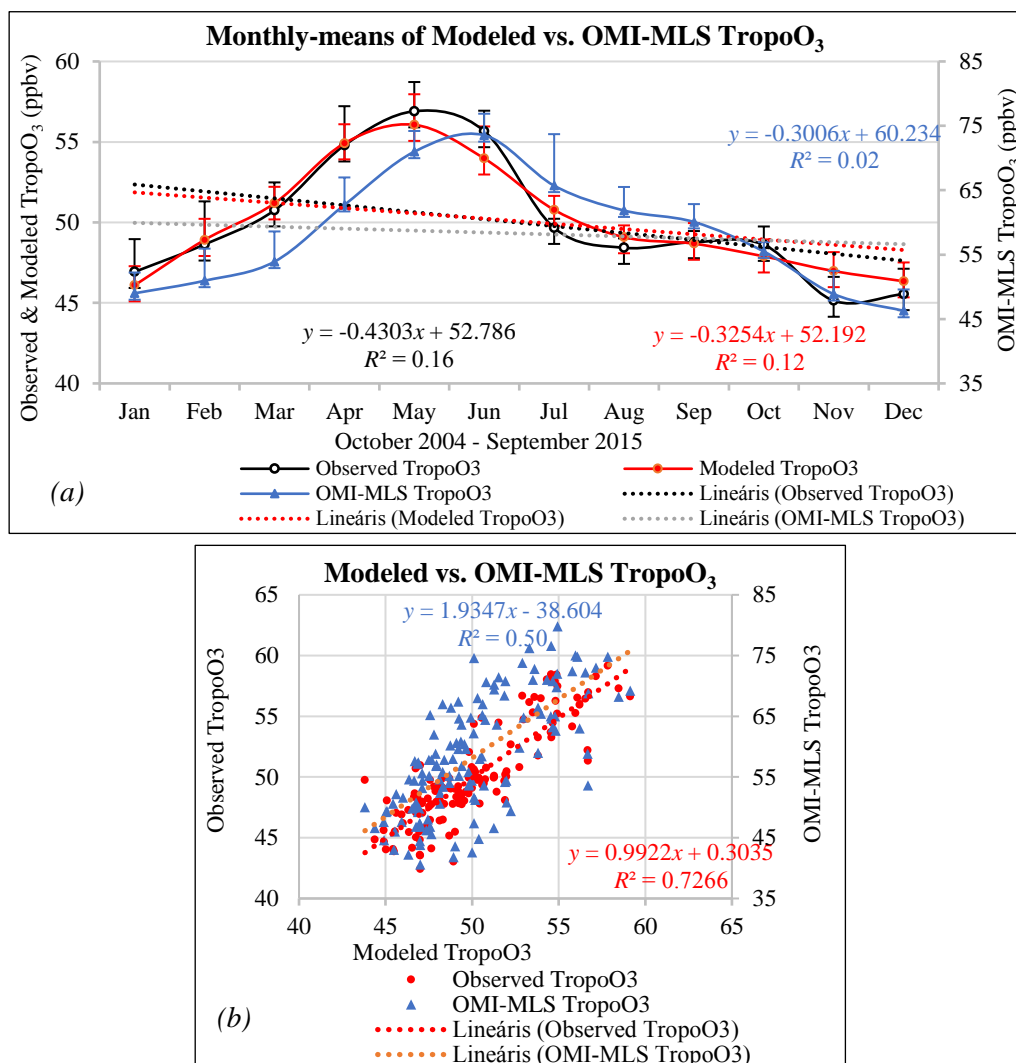 Monthly-means of Modeled vs. OMI-MLS TropoO₃
Observed & Modeled TropoO₃ (ppbv)
60
55
50
45
40
85
75
65
55
45
35
OMI-MLS TropoO₃ (ppbv)
y = -0.3006x + 60.234
R² = 0.02
y = -0.4303x + 52.786
R² = 0.16
y = -0.3254x + 52.192
R² = 0.12
Jan Feb Mar Apr May Jun Jul Aug Sep Oct Nov Dec
October 2004 - September 2015
Observed TropoO3 Modeled TropoO3
OMI-MLS TropoO3 Lineáris (Observed TropoO3)
Lineáris (Modeled TropoO3) Lineáris (OMI-MLS TropoO3)
(a)
Modeled vs. OMI-MLS TropoO₃
Observed TropoO3
65
60
55
50
45
40
85
75
65
55
45
35
OMI-MLS TropoO3
y = 1.9347x - 38.604
R² = 0.50
y = 0.9922x + 0.3035
R² = 0.7266
40 45 50 55 60 65
Modeled TropoO3
Observed TropoO3
OMI-MLS TropoO3
Lineáris (Observed TropoO3)
Lineáris (OMI-MLS TropoO3)
(b)